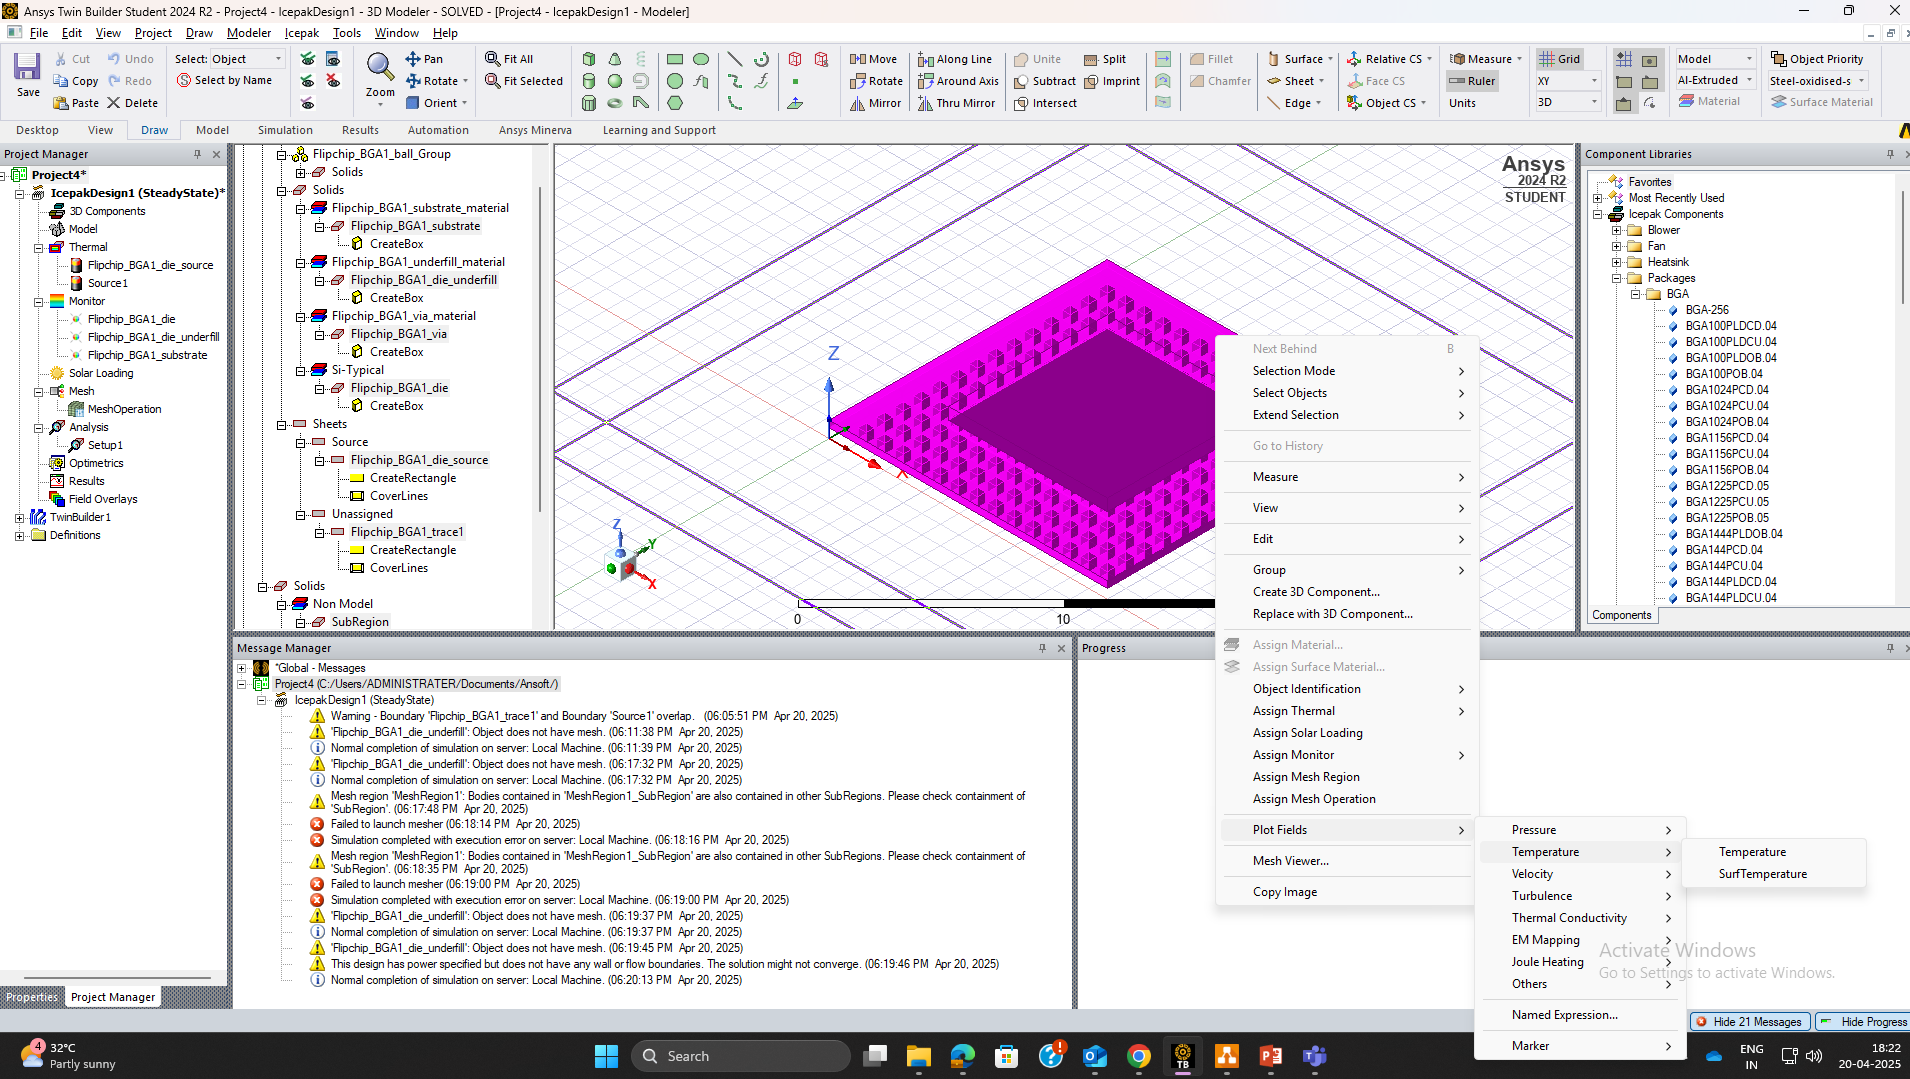 Ansys Twin Builder Student 2024 R2 - Project4 - IcepakDesign1 - 3D Modeler - SOLVED - [Project4 - IcepakDesign1 - Modeler]
File Edit View Project Draw Modeler Icepak Tools Window Help
Save
Cut
Copy
Paste
Undo
Redo
Delete
Select: Object
Select by Name
Zoom
Pan
Rotate
Orient
Fit All
Fit Selected
Move
Rotate
Mirror
Along Line
Around Axis
Thru Mirror
Unite
Subtract
Intersect
Split
Imprint
Fillet
Chamfer
Surface
Sheet
Edge
Relative CS
Face CS
Object CS
Measure
Ruler
Units
Grid
XY
3D
Model
Al-Extruded
Material
Object Priority
Steel-oxidised-s
Surface Material
Desktop View Draw Model Simulation Results Automation Ansys Minerva Learning and Support
Project Manager
Project4*
IcepakDesign1 (SteadyState)*
3D Components
Model
Thermal
Flipchip_BGA1_die_source
Source1
Monitor
Flipchip_BGA1_die
Flipchip_BGA1_die_underfill
Flipchip_BGA1_substrate
Solar Loading
Mesh
MeshOperation
Analysis
Setup1
Optimetrics
Results
Field Overlays
TwinBuilder1
Definitions
Properties Project Manager
Flipchip_BGA1_ball_Group
Solids
Solids
Flipchip_BGA1_substrate_material
Flipchip_BGA1_substrate
CreateBox
Flipchip_BGA1_underfill_material
Flipchip_BGA1_die_underfill
CreateBox
Flipchip_BGA1_via_material
Flipchip_BGA1_via
CreateBox
Si-Typical
Flipchip_BGA1_die
CreateBox
Sheets
Source
Flipchip_BGA1_die_source
CreateRectangle
CoverLines
Unassigned
Flipchip_BGA1_trace1
CreateRectangle
CoverLines
Solids
Non Model
SubRegion
Ansys
2024 R2
STUDENT
Z
X
Z
Y
X
0
10
Next Behind B
Selection Mode
Select Objects
Extend Selection
Go to History
Measure
View
Edit
Group
Create 3D Component...
Replace with 3D Component...
Assign Material...
Assign Surface Material...
Object Identification
Assign Thermal
Assign Solar Loading
Assign Monitor
Assign Mesh Region
Assign Mesh Operation
Plot Fields
Mesh Viewer...
Copy Image
Pressure
Temperature
Velocity
Turbulence
Thermal Conductivity
EM Mapping
Joule Heating
Others
Named Expression...
Marker
Temperature
SurfTemperature
Component Libraries
Favorites
Most Recently Used
Icepak Components
Blower
Fan
Heatsink
Packages
BGA
BGA-256
BGA100PLDCD.04
BGA100PLDCU.04
BGA100PLDOB.04
BGA100POB.04
BGA1024PCD.04
BGA1024PCU.04
BGA1024POB.04
BGA1156PCD.04
BGA1156PCU.04
BGA1156POB.04
BGA1225PCD.05
BGA1225PCU.05
BGA1225POB.05
BGA1444PLDOB.04
BGA144PCD.04
BGA144PCU.04
BGA144PLDCD.04
BGA144PLDCU.04
Components
Message Manager
*Global - Messages
Project4 (C:/Users/ADMINISTRATER/Documents/Ansoft/)
IcepakDesign1 (SteadyState)
Warning - Boundary 'Flipchip_BGA1_trace1' and Boundary 'Source1' overlap. (06:05:51 PM Apr 20, 2025)
'Flipchip_BGA1_die_underfill': Object does not have mesh. (06:11:38 PM Apr 20, 2025)
Normal completion of simulation on server: Local Machine. (06:11:39 PM Apr 20, 2025)
'Flipchip_BGA1_die_underfill': Object does not have mesh. (06:17:32 PM Apr 20, 2025)
Normal completion of simulation on server: Local Machine. (06:17:32 PM Apr 20, 2025)
Mesh region 'MeshRegion1': Bodies contained in 'MeshRegion1_SubRegion' are also contained in other SubRegions. Please check containment of
'SubRegion'. (06:17:48 PM Apr 20, 2025)
Failed to launch mesher (06:18:14 PM Apr 20, 2025)
Simulation completed with execution error on server: Local Machine. (06:18:16 PM Apr 20, 2025)
Mesh region 'MeshRegion1': Bodies contained in 'MeshRegion1_SubRegion' are also contained in other SubRegions. Please check containment of
'SubRegion'. (06:18:35 PM Apr 20, 2025)
Failed to launch mesher (06:19:00 PM Apr 20, 2025)
Simulation completed with execution error on server: Local Machine. (06:19:00 PM Apr 20, 2025)
'Flipchip_BGA1_die_underfill': Object does not have mesh. (06:19:37 PM Apr 20, 2025)
Normal completion of simulation on server: Local Machine. (06:19:37 PM Apr 20, 2025)
'Flipchip_BGA1_die_underfill': Object does not have mesh. (06:19:45 PM Apr 20, 2025)
This design has power specified but does not have any wall or flow boundaries. The solution might not converge. (06:19:46 PM Apr 20, 2025)
Normal completion of simulation on server: Local Machine. (06:20:13 PM Apr 20, 2025)
Progress
Activate Windows
Go to Settings to activate Windows.
Hide 21 Messages
Hide Progress
4
32°C
Partly sunny
Search
TB
ENG
IN
18:22
20-04-2025